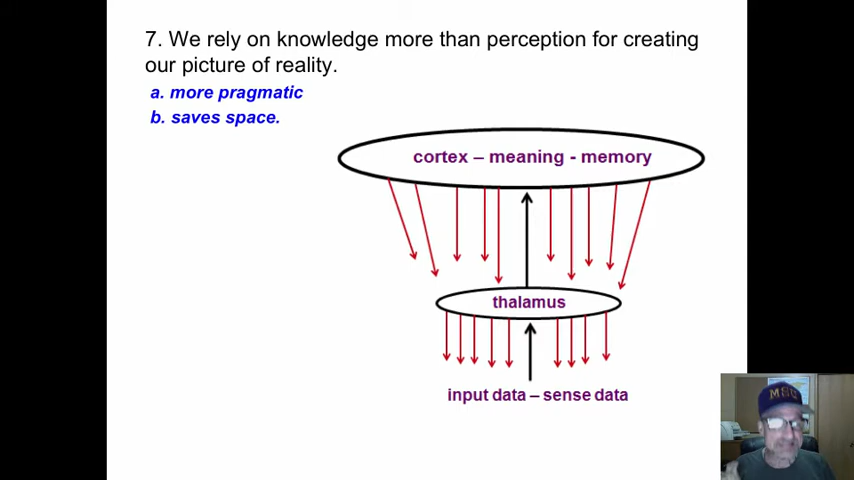 7. We rely on knowledge more than perception for creating
our picture of reality.
a. more pragmatic
b. saves space.
cortex – meaning - memory
thalamus
input data – sense data
MSU